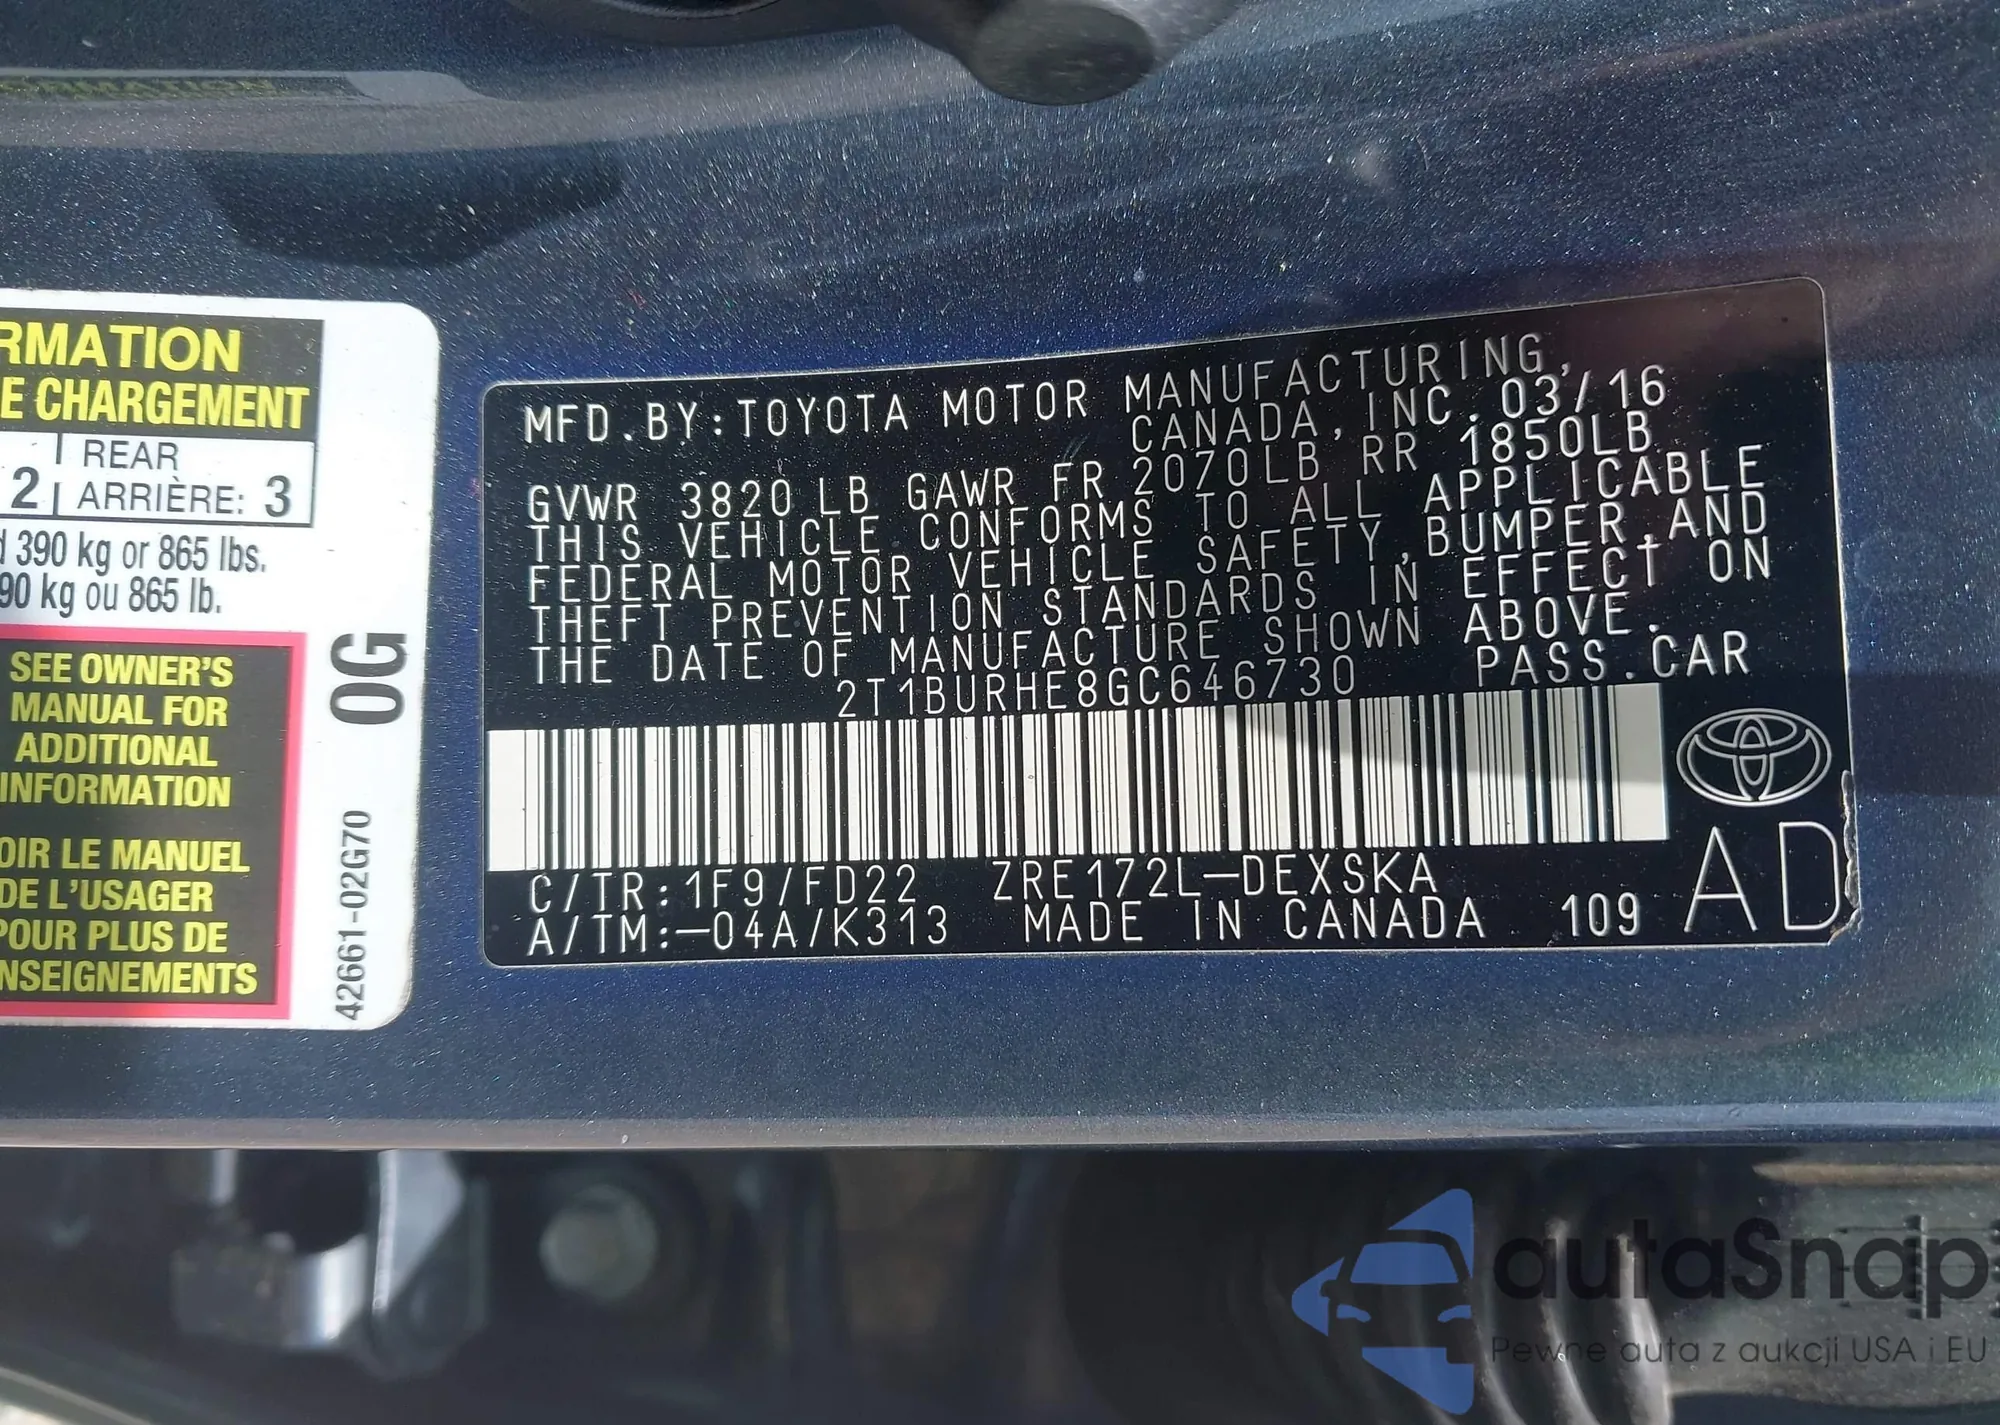 RMATION
E CHARGEMENT
2 REAR
ARRIÈRE: 3
390 kg or 865 lbs.
90 kg ou 865 lb.
SEE OWNER'S
MANUAL FOR
ADDITIONAL
INFORMATION
OIR LE MANUEL
DE L'USAGER
POUR PLUS DE
NSEIGNEMENTS
0G
42661-02G70
MFD.BY:TOYOTA MOTOR MANUFACTURING,
CANADA, INC. 03/16
GVWR 3820 LB GAWR FR 2070LB RR 1850LB
THIS VEHICLE CONFORMS TO ALL APPLICABLE
FEDERAL MOTOR VEHICLE SAFETY, BUMPER, AND
THEFT PREVENTION STANDARDS IN EFFECT ON
THE DATE OF MANUFACTURE SHOWN ABOVE.
2T1BURHE8GC646730 PASS.CAR
C/TR:1F9/FD22 ZRE172L-DEXSKA
A/TM:-04A/K313 MADE IN CANADA 109
AD
autaSnap
Pewne auta z aukcji USA i EU